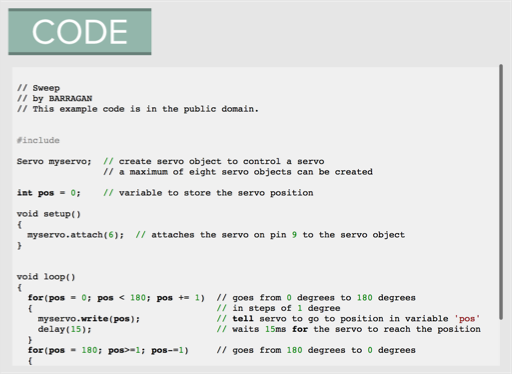 CODE
// Sweep
// by BARRAGAN
// This example code is in the public domain.
#include
Servo myservo;  // create servo object to control a servo
                // a maximum of eight servo objects can be created
int pos = 0;    // variable to store the servo position
void setup()
{
  myservo.attach(6);  // attaches the servo on pin 9 to the servo object
}
void loop()
{
  for(pos = 0; pos < 180; pos += 1)  // goes from 0 degrees to 180 degrees
  {                                  // in steps of 1 degree
    myservo.write(pos);              // tell servo to go to position in variable 'pos'
    delay(15);                       // waits 15ms for the servo to reach the position
  }
  for(pos = 180; pos>=1; pos-=1)     // goes from 180 degrees to 0 degrees
  {